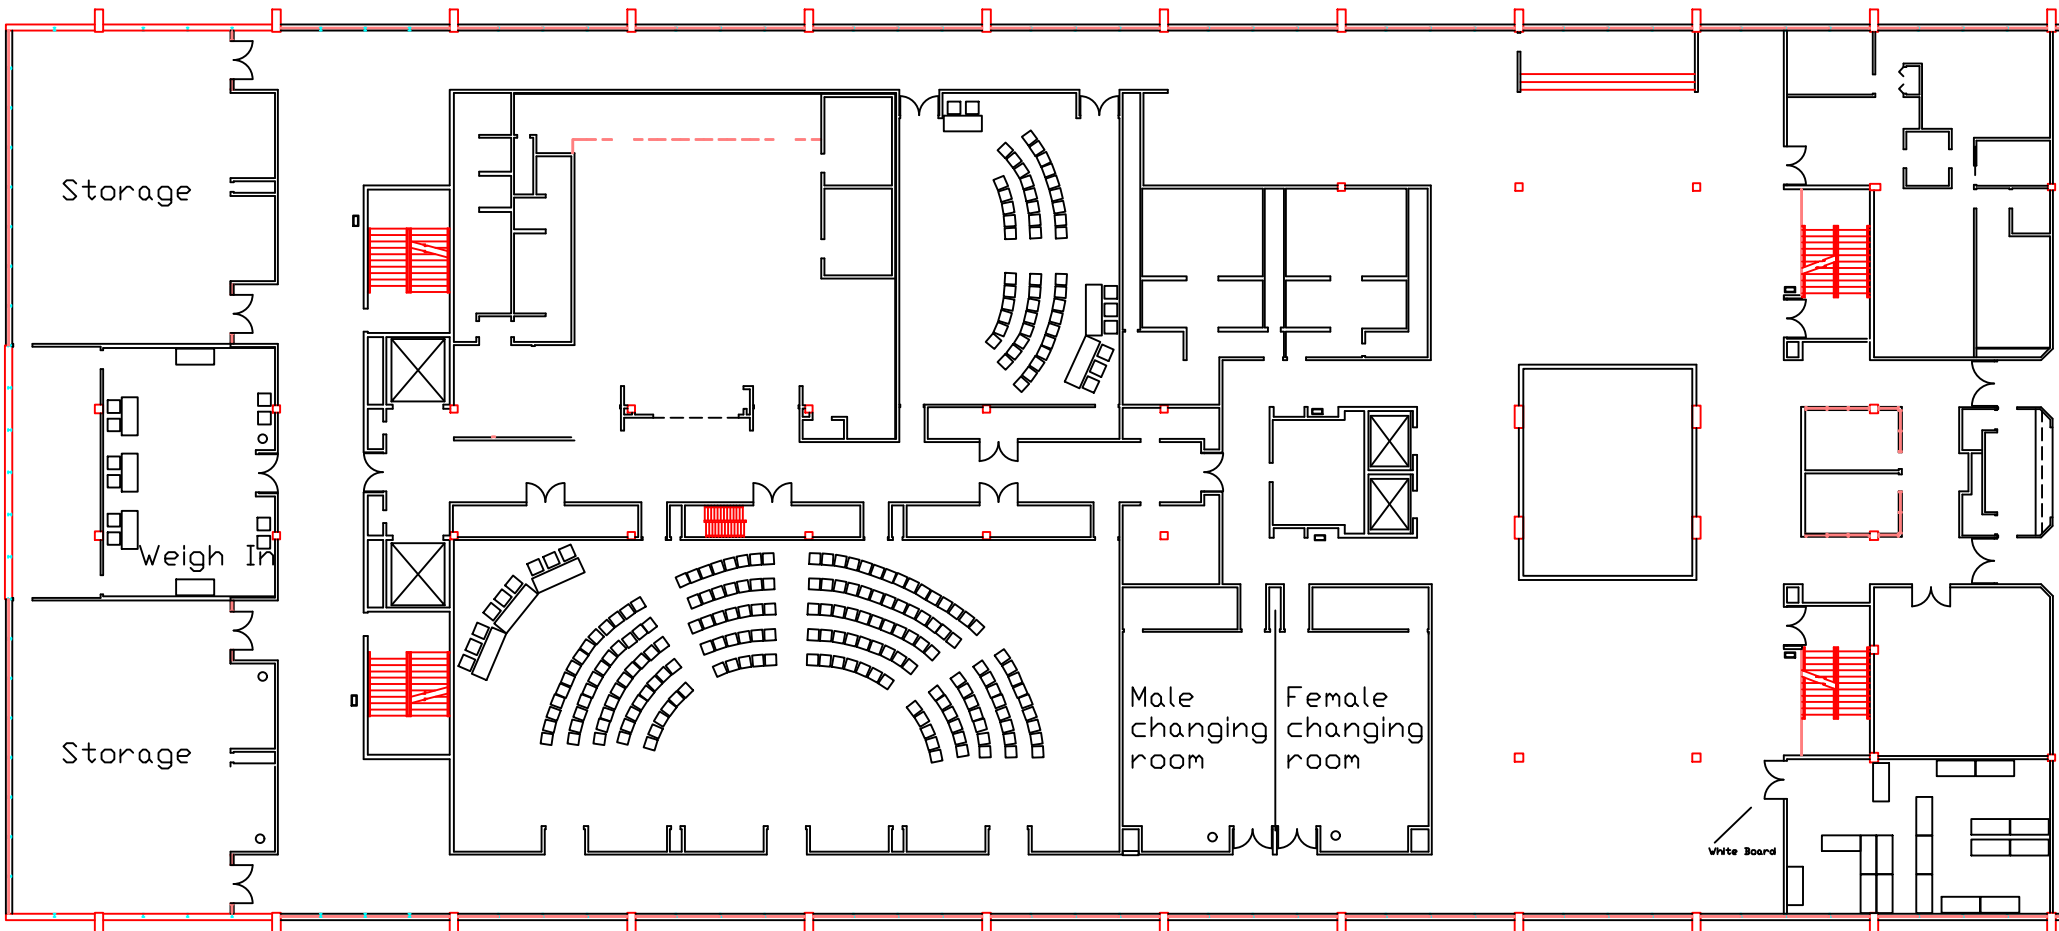 Storage
Weigh In
Storage
Male
changing
room
Female
changing
room
White Board